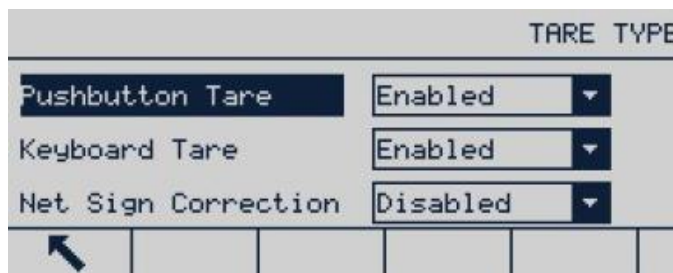 TARE TYPE
Pushbutton Tare Enabled
Keyboard Tare Enabled
Net Sign Correction Disabled